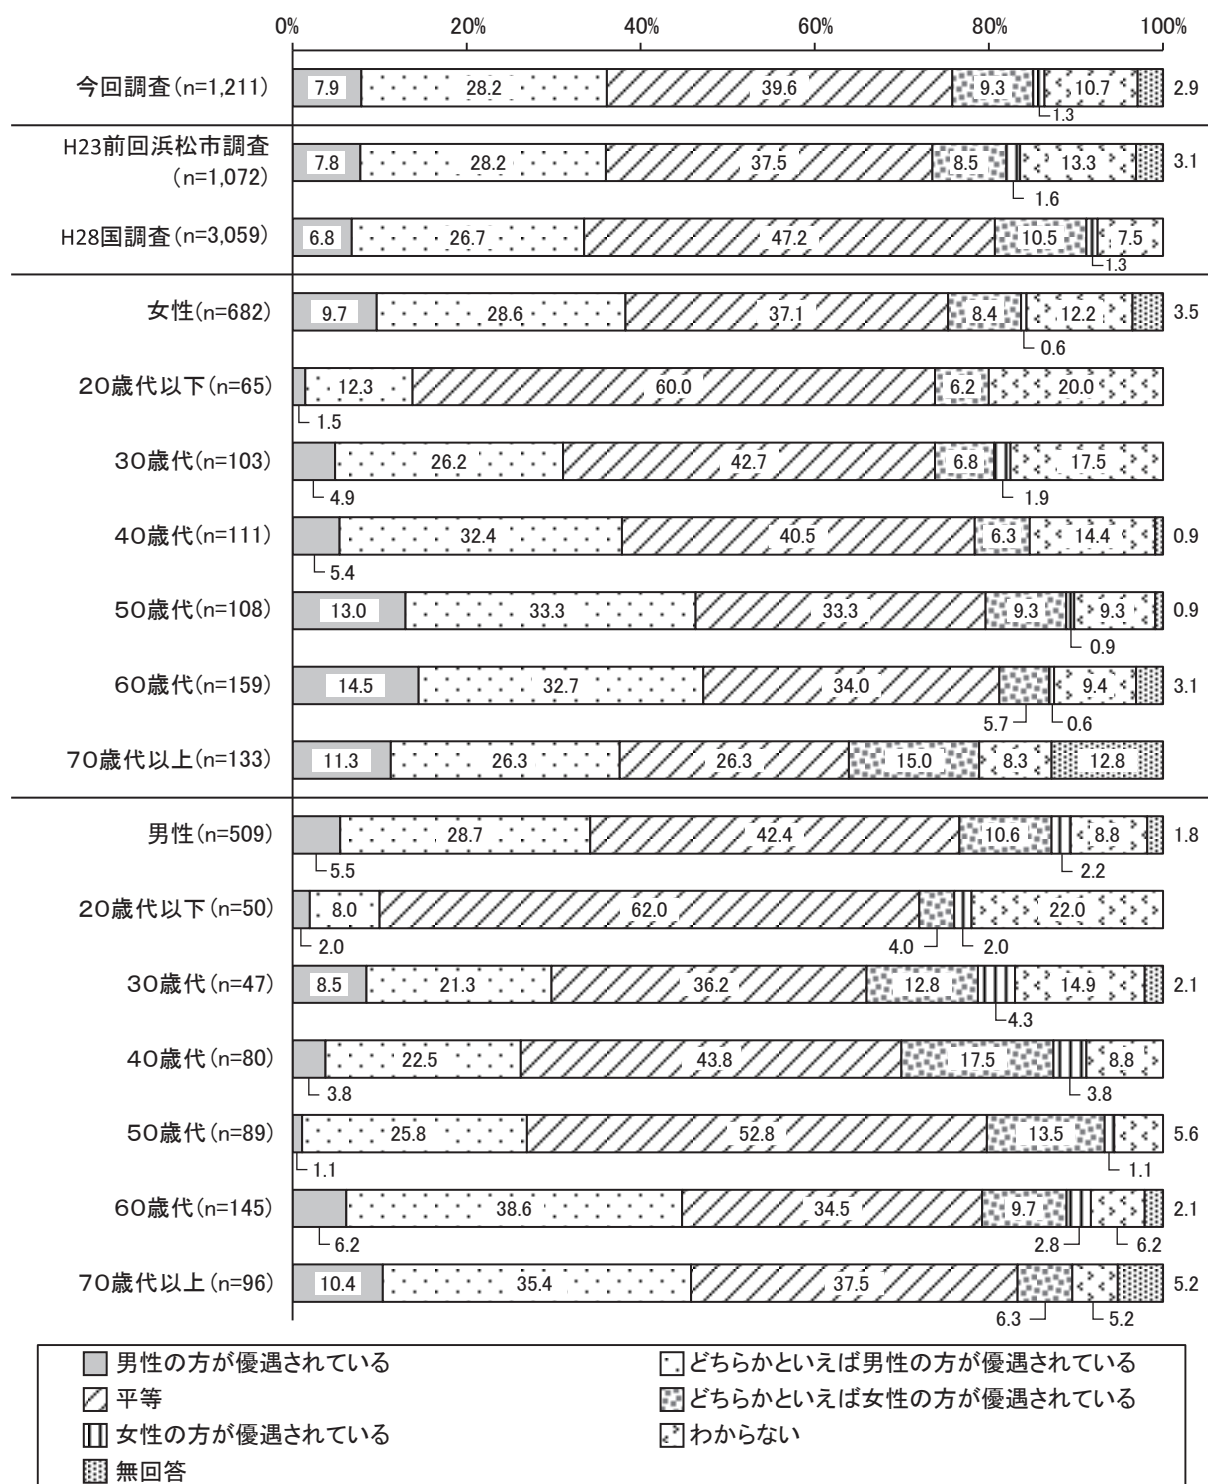 0% 20% 40% 60% 80% 100%
今回調査(n=1,211) 7.9 28.2 39.6 9.3 10.7 2.9
1.3
H23前回浜松市調査
(n=1,072) 7.8 28.2 37.5 8.5 13.3 3.1
1.6
H28国調査(n=3,059) 6.8 26.7 47.2 10.5 7.5
1.3
女性(n=682) 9.7 28.6 37.1 8.4 12.2 3.5
0.6
20歳代以下(n=65) 12.3 60.0 6.2 20.0
1.5
30歳代(n=103) 26.2 42.7 6.8 17.5
4.9 1.9
40歳代(n=111) 32.4 40.5 6.3 14.4 0.9
5.4
50歳代(n=108) 13.0 33.3 33.3 9.3 9.3 0.9
0.9
60歳代(n=159) 14.5 32.7 34.0 9.4 3.1
5.7 0.6
70歳代以上(n=133) 11.3 26.3 26.3 15.0 8.3 12.8
男性(n=509) 28.7 42.4 10.6 8.8 1.8
5.5 2.2
20歳代以下(n=50) 8.0 62.0 22.0
2.0 4.0 2.0
30歳代(n=47) 8.5 21.3 36.2 12.8 14.9 2.1
4.3
40歳代(n=80) 22.5 43.8 17.5 8.8
3.8 3.8
50歳代(n=89) 25.8 52.8 13.5 5.6
1.1 1.1
60歳代(n=145) 38.6 34.5 9.7 2.1
6.2 2.8 6.2
70歳代以上(n=96) 10.4 35.4 37.5 5.2
6.3 5.2
男性の方が優遇されている どちらかといえば男性の方が優遇されている
平等 どちらかといえば女性の方が優遇されている
女性の方が優遇されている わからない
無回答